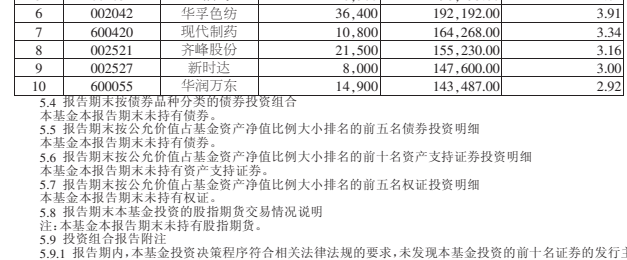 6 002042 华孚色纺 36,400 192,192.00 3.91
7 600420 现代制药 10,800 164,268.00 3.34
8 002521 齐峰股份 21,500 155,230.00 3.16
9 002527 新时达 8,000 147,600.00 3.00
10 600055 华润万东 14,900 143,487.00 2.92
5.4 报告期末按债券品种分类的债券投资组合
本基金本报告期末未持有债券。
5.5 报告期末按公允价值占基金资产净值比例大小排名的前五名债券投资明细
本基金本报告期末未持有债券。
5.6 报告期末按公允价值占基金资产净值比例大小排名的前十名资产支持证券投资明细
本基金本报告期末未持有资产支持证券。
5.7 报告期末按公允价值占基金资产净值比例大小排名的前五名权证投资明细
本基金本报告期末未持有权证。
5.8 报告期末本基金投资的股指期货交易情况说明
注:本基金本报告期末未持有股指期货。
5.9 投资组合报告附注
5.9.1 报告期内,本基金投资决策程序符合相关法律法规的要求,未发现本基金投资的前十名证券的发行主